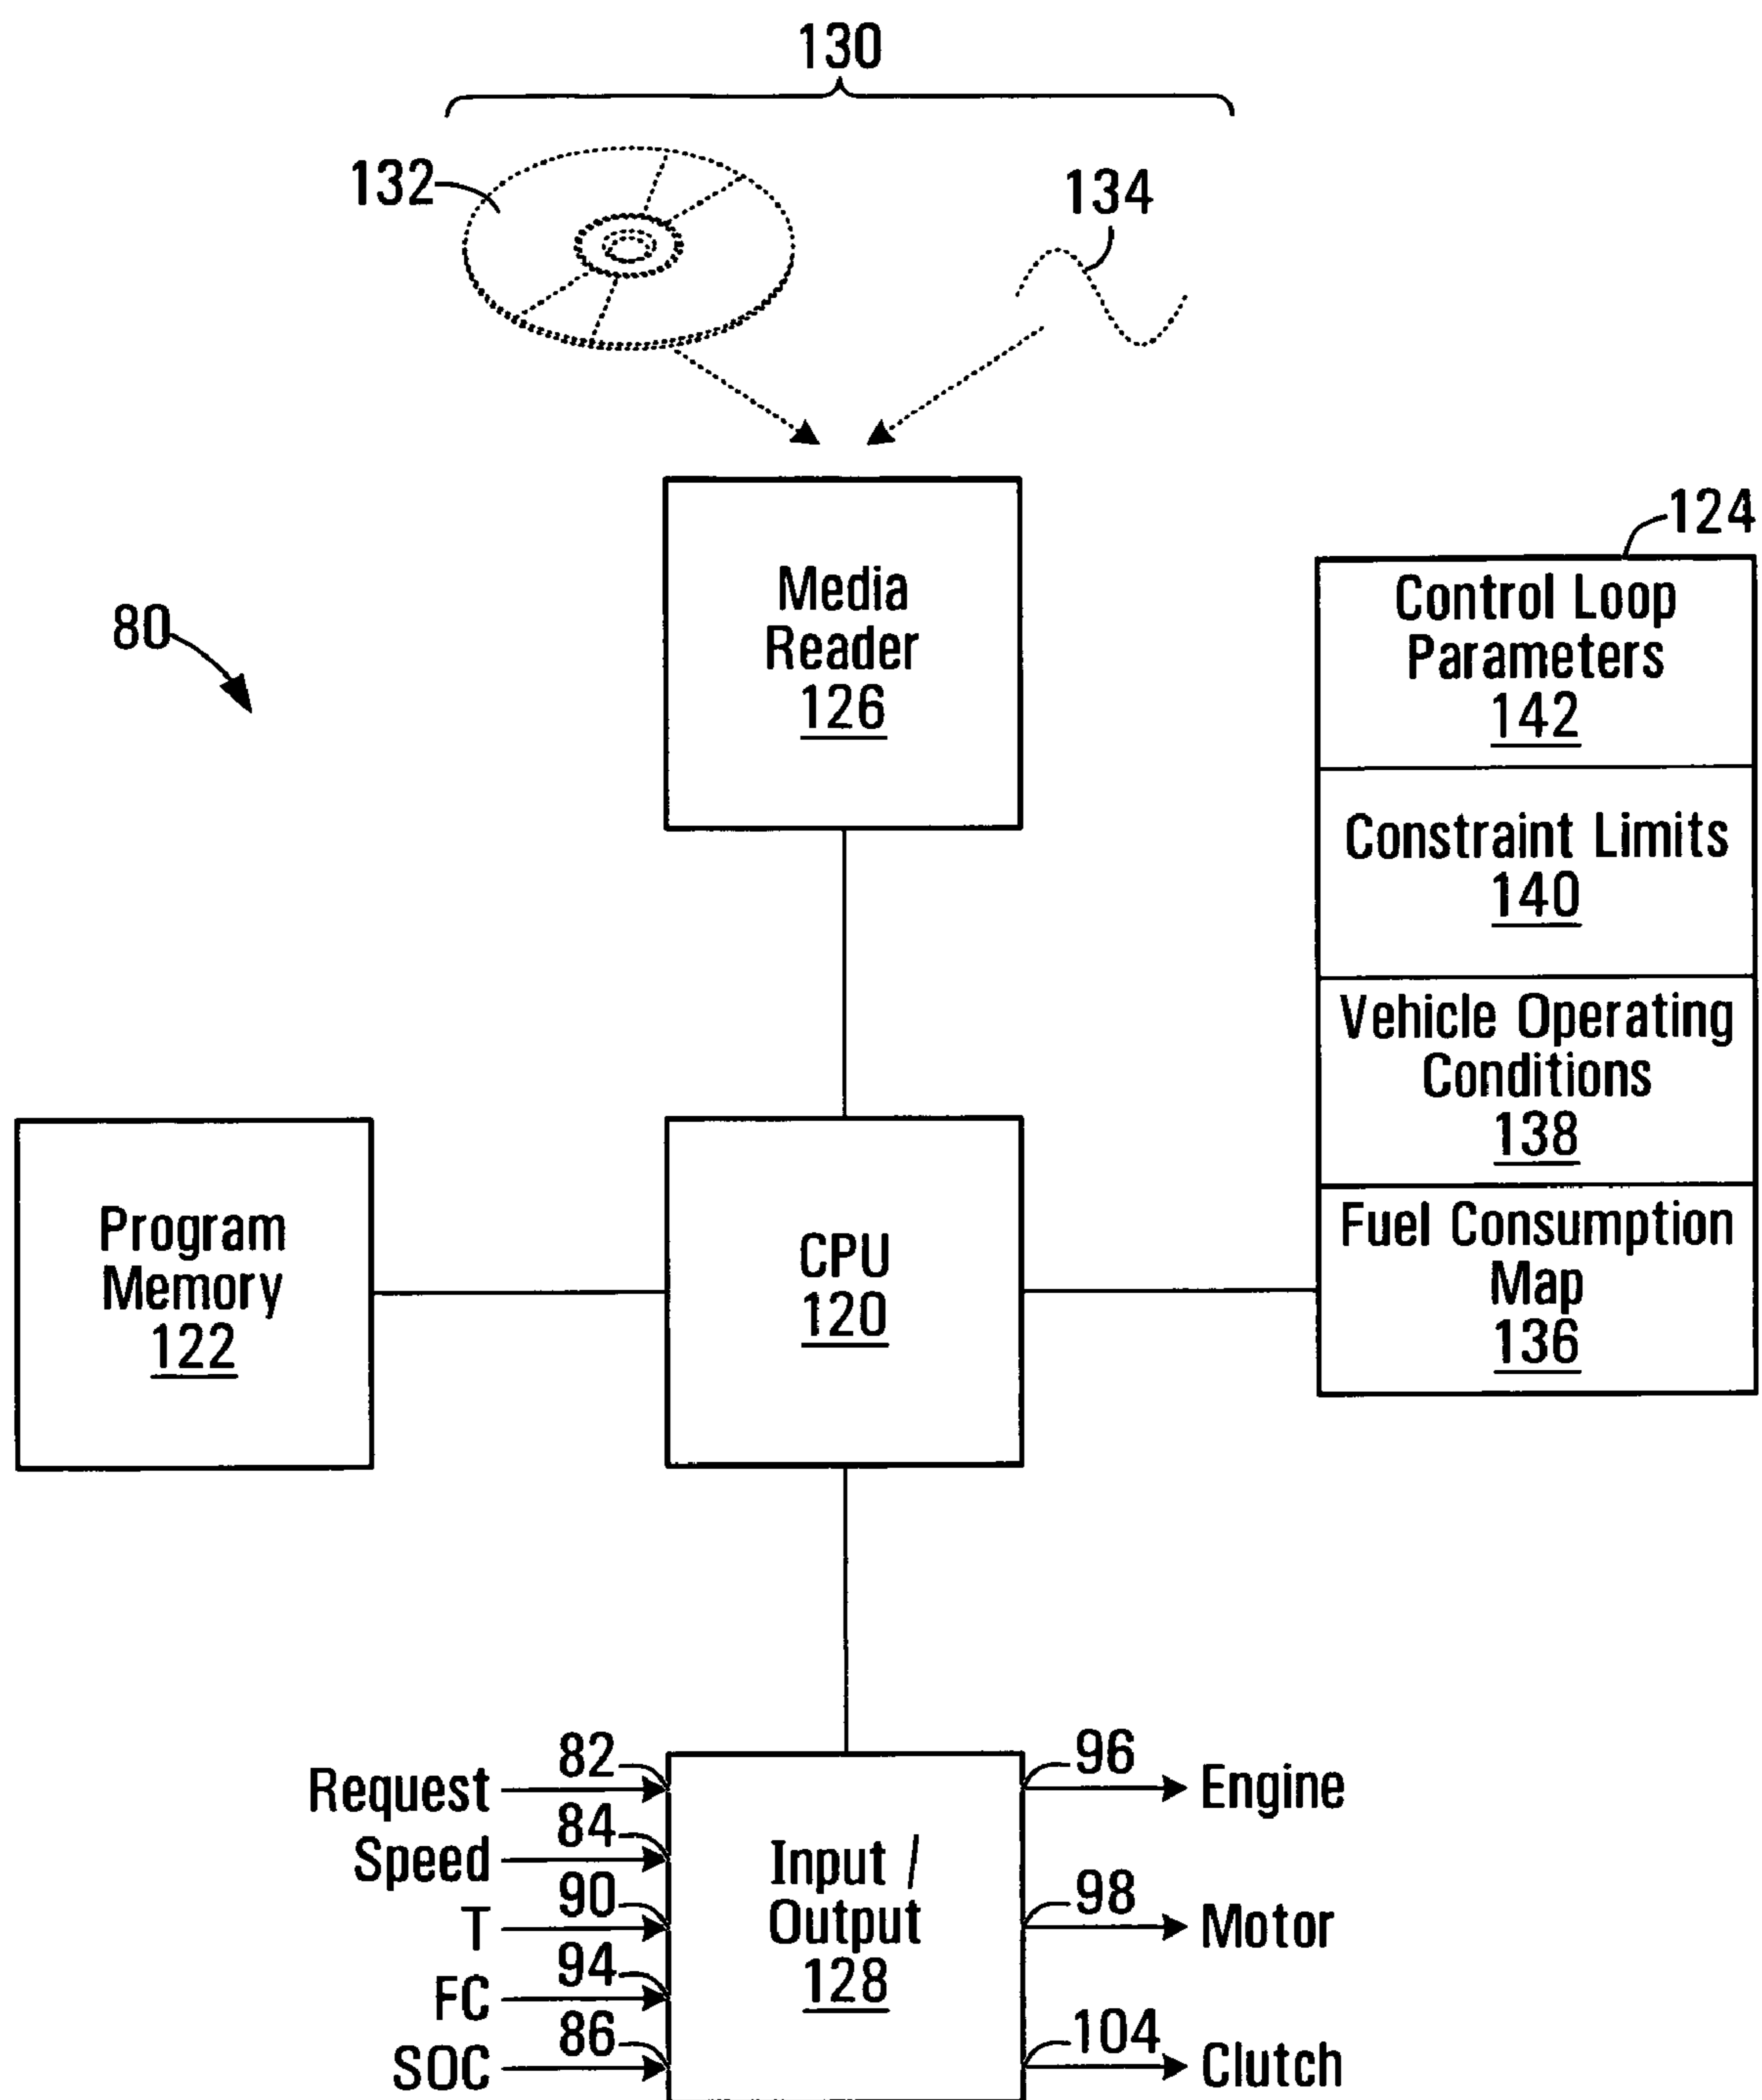 130
132
134
124
80
Media
Reader
126
Control Loop
Parameters
142
Constraint Limits
140
Vehicle Operating
Conditions
138
Fuel Consumption
Map
136
Program
Memory
122
CPU
120
Request
82
Speed
84
T
90
FC
94
SOC
86
Input /
Output
128
96
Engine
98
Motor
104
Clutch